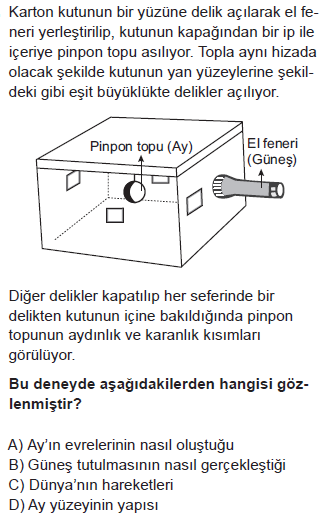 Karton kutunun bir yüzüne delik açılarak el fe-
neri yerleştirilip, kutunun kapağından bir ip ile
içeriye pinpon topu asılıyor. Topla aynı hizada
olacak şekilde kutunun yan yüzeylerine şekil-
deki gibi eşit büyüklükte delikler açılıyor.
Pinpon topu (Ay)
El feneri
(Güneş)
Diğer delikler kapatılıp her seferinde bir
delikten kutunun içine bakıldığında pinpon
topunun aydınlık ve karanlık kısımları
görülüyor.
Bu deneyde aşağıdakilerden hangisi göz-
lenmiştir?
A) Ay'ın evrelerinin nasıl oluştuğu
B) Güneş tutulmasının nasıl gerçekleştiği
C) Dünya'nın hareketleri
D) Ay yüzeyinin yapısı